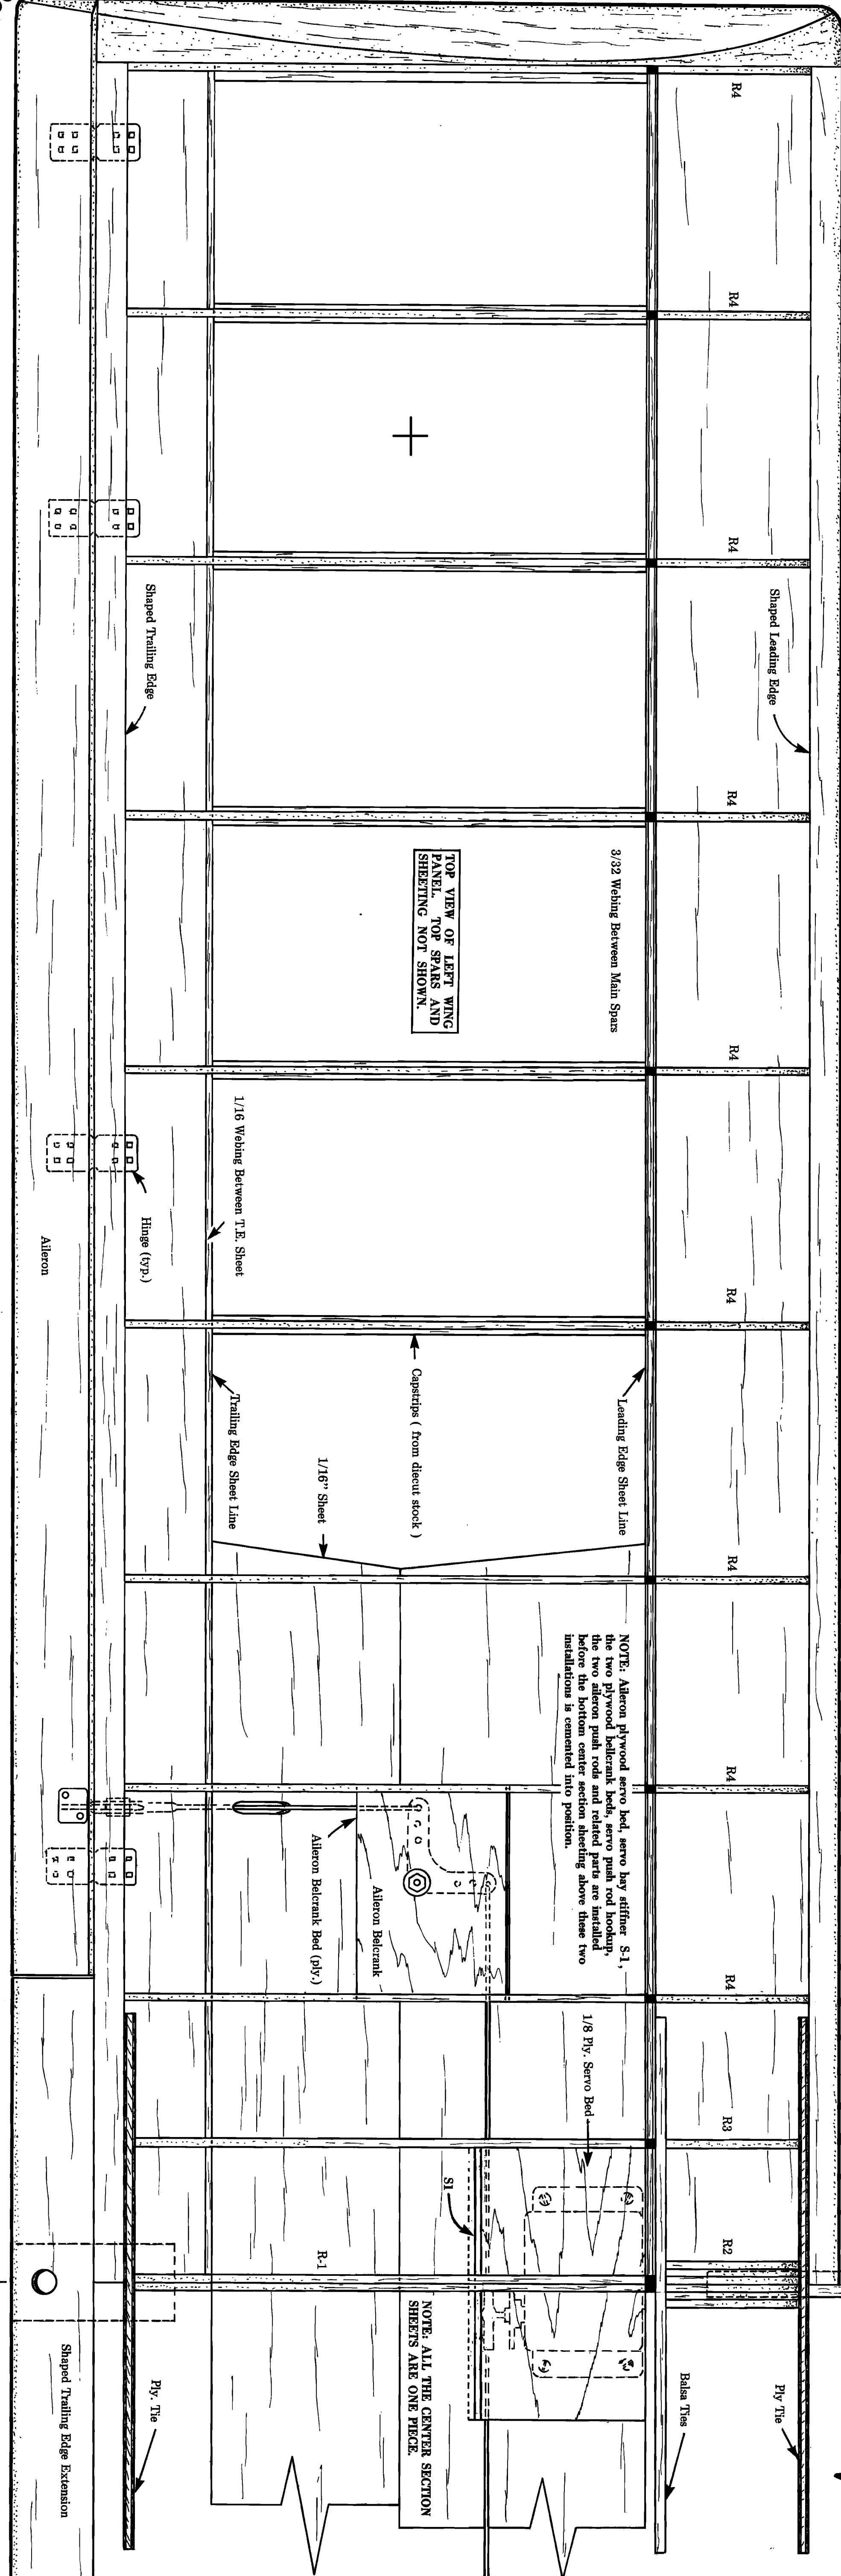 R4
R4
R4
Shaped Leading Edge
Shaped Trailing Edge
R4
3/32 Webing Between Main Spars
TOP VIEW OF LEFT WING
PANEL. TOP SPARS AND
SHEETING NOT SHOWN.
R4
1/16 Webing Between T.E. Sheet
Hinge (typ.)
Aileron
R4
Leading Edge Sheet Line
Capstrips ( from diecut stock )
Trailing Edge Sheet Line
1/16" Sheet
R4
NOTE: Aileron plywood servo bed, servo bay stiffner S-1,
the two plywood bellcrank beds, servo push rod hookup,
the two aileron push rods and related parts are installed
before the bottom center section sheeting above these two
installations is cemented into position.
R4
Aileron Belcrank
Aileron Belcrank Bed (ply.)
R4
1/8 Ply. Servo Bed
R3
S1
R2
R-1
NOTE: ALL THE CENTER SECTION
SHEETS ARE ONE PIECE.
Ply Tie
Balsa Ties
Ply. Tie
Shaped Trailing Edge Extension